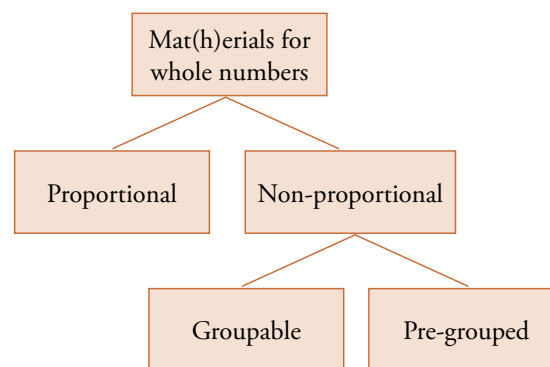 Mat(h)erials for
whole numbers
Proportional
Non-proportional
Groupable
Pre-grouped